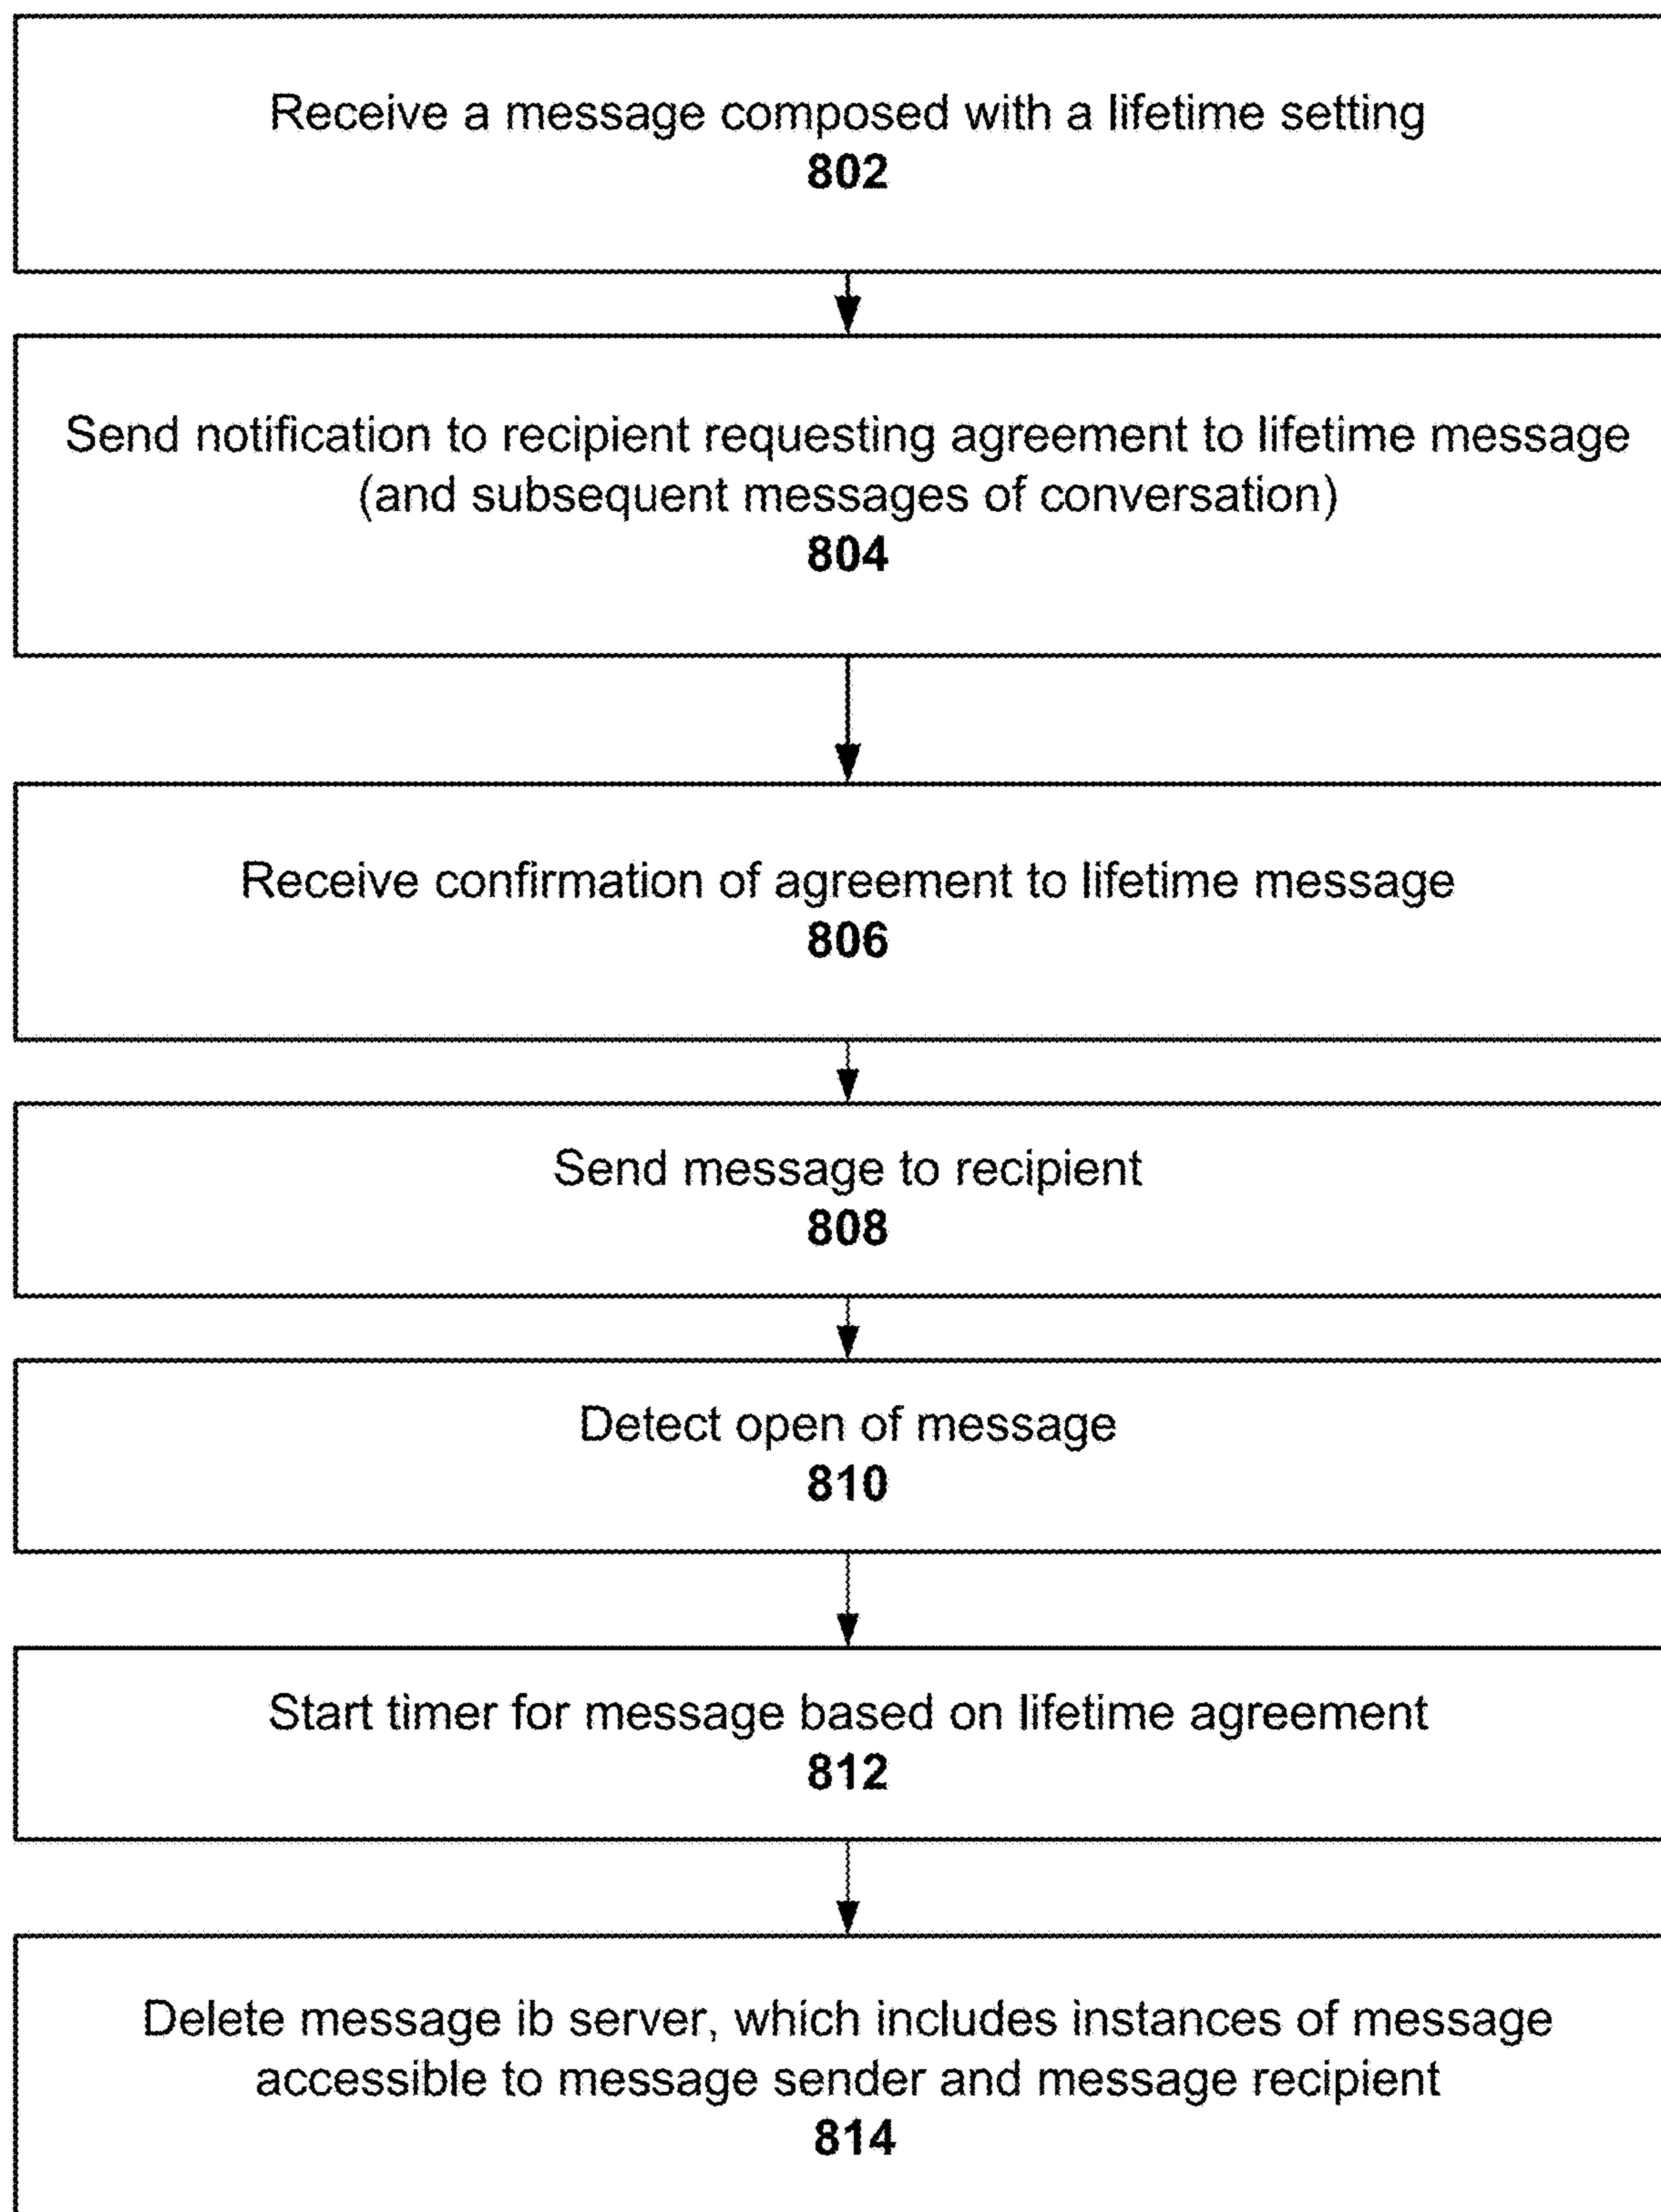 Receive a message composed with a lifetime setting
802
Send notification to recipient requesting agreement to lifetime message
(and subsequent messages of conversation)
804
Receive confirmation of agreement to lifetime message
806
Send message to recipient
808
Detect open of message
810
Start timer for message based on lifetime agreement
812
Delete message ib server, which includes instances of message
accessible to message sender and message recipient
814